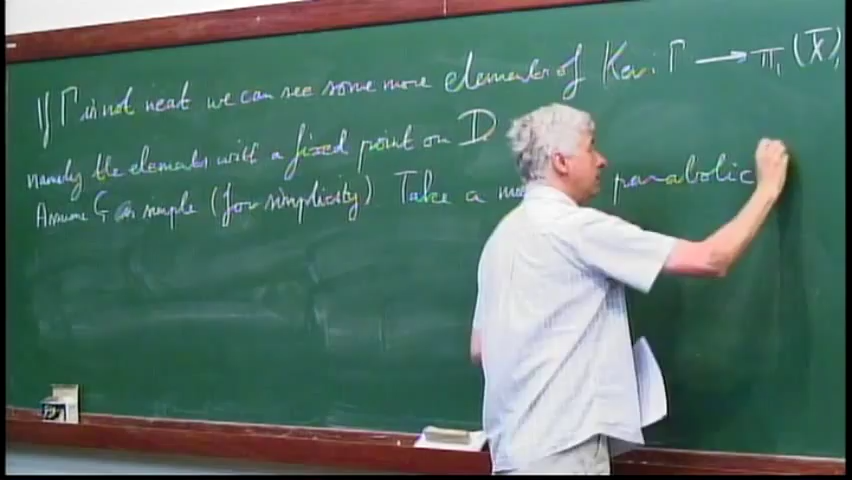 If Γ is not neat we can see some more elements of Ker: Γ → π₁(X̄),
namely the elements with a fixed point on D
Assume G is simple (for simplicity) Take a parabolic